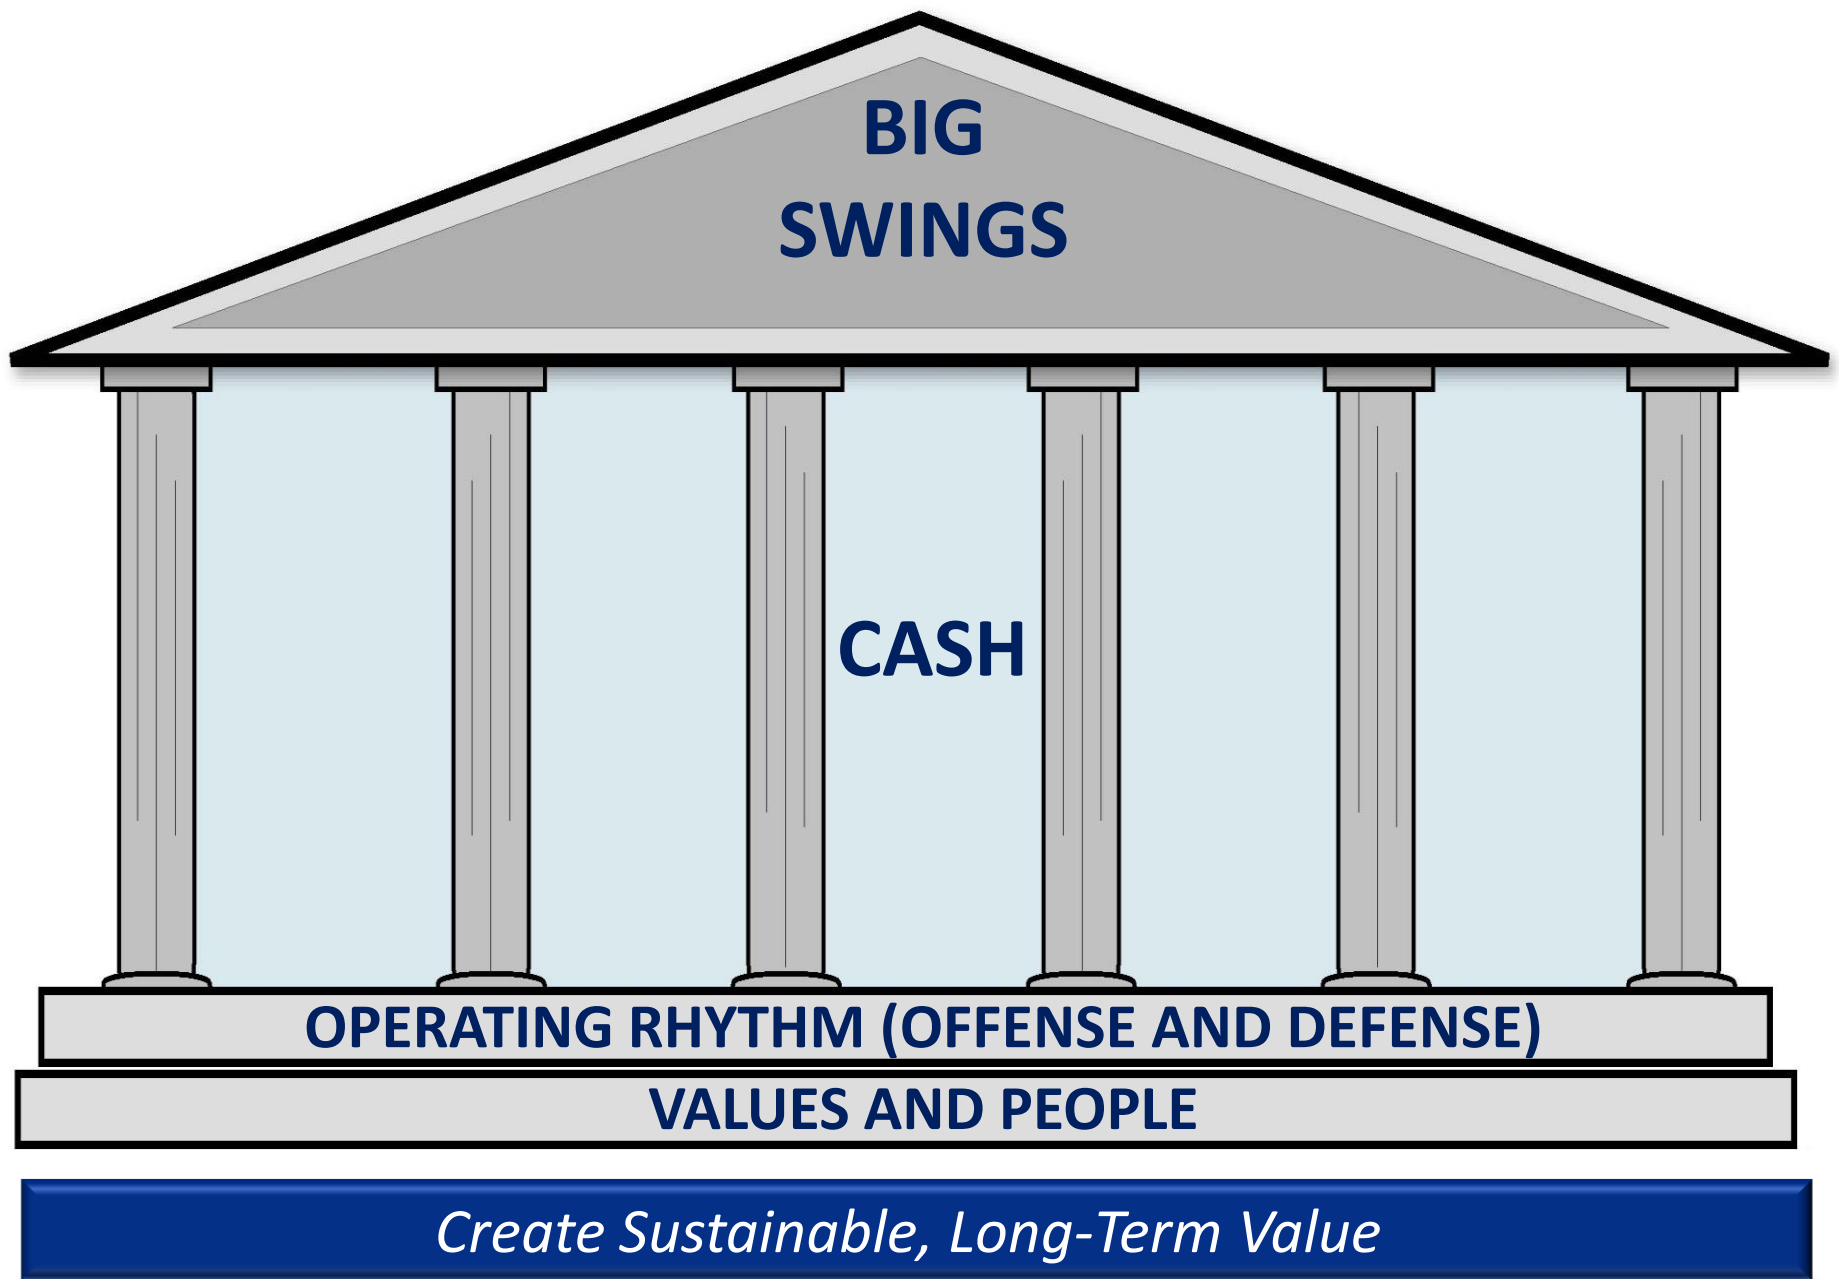 BIG
SWINGS
CASH
OPERATING RHYTHM (OFFENSE AND DEFENSE)
VALUES AND PEOPLE
Create Sustainable, Long-Term Value